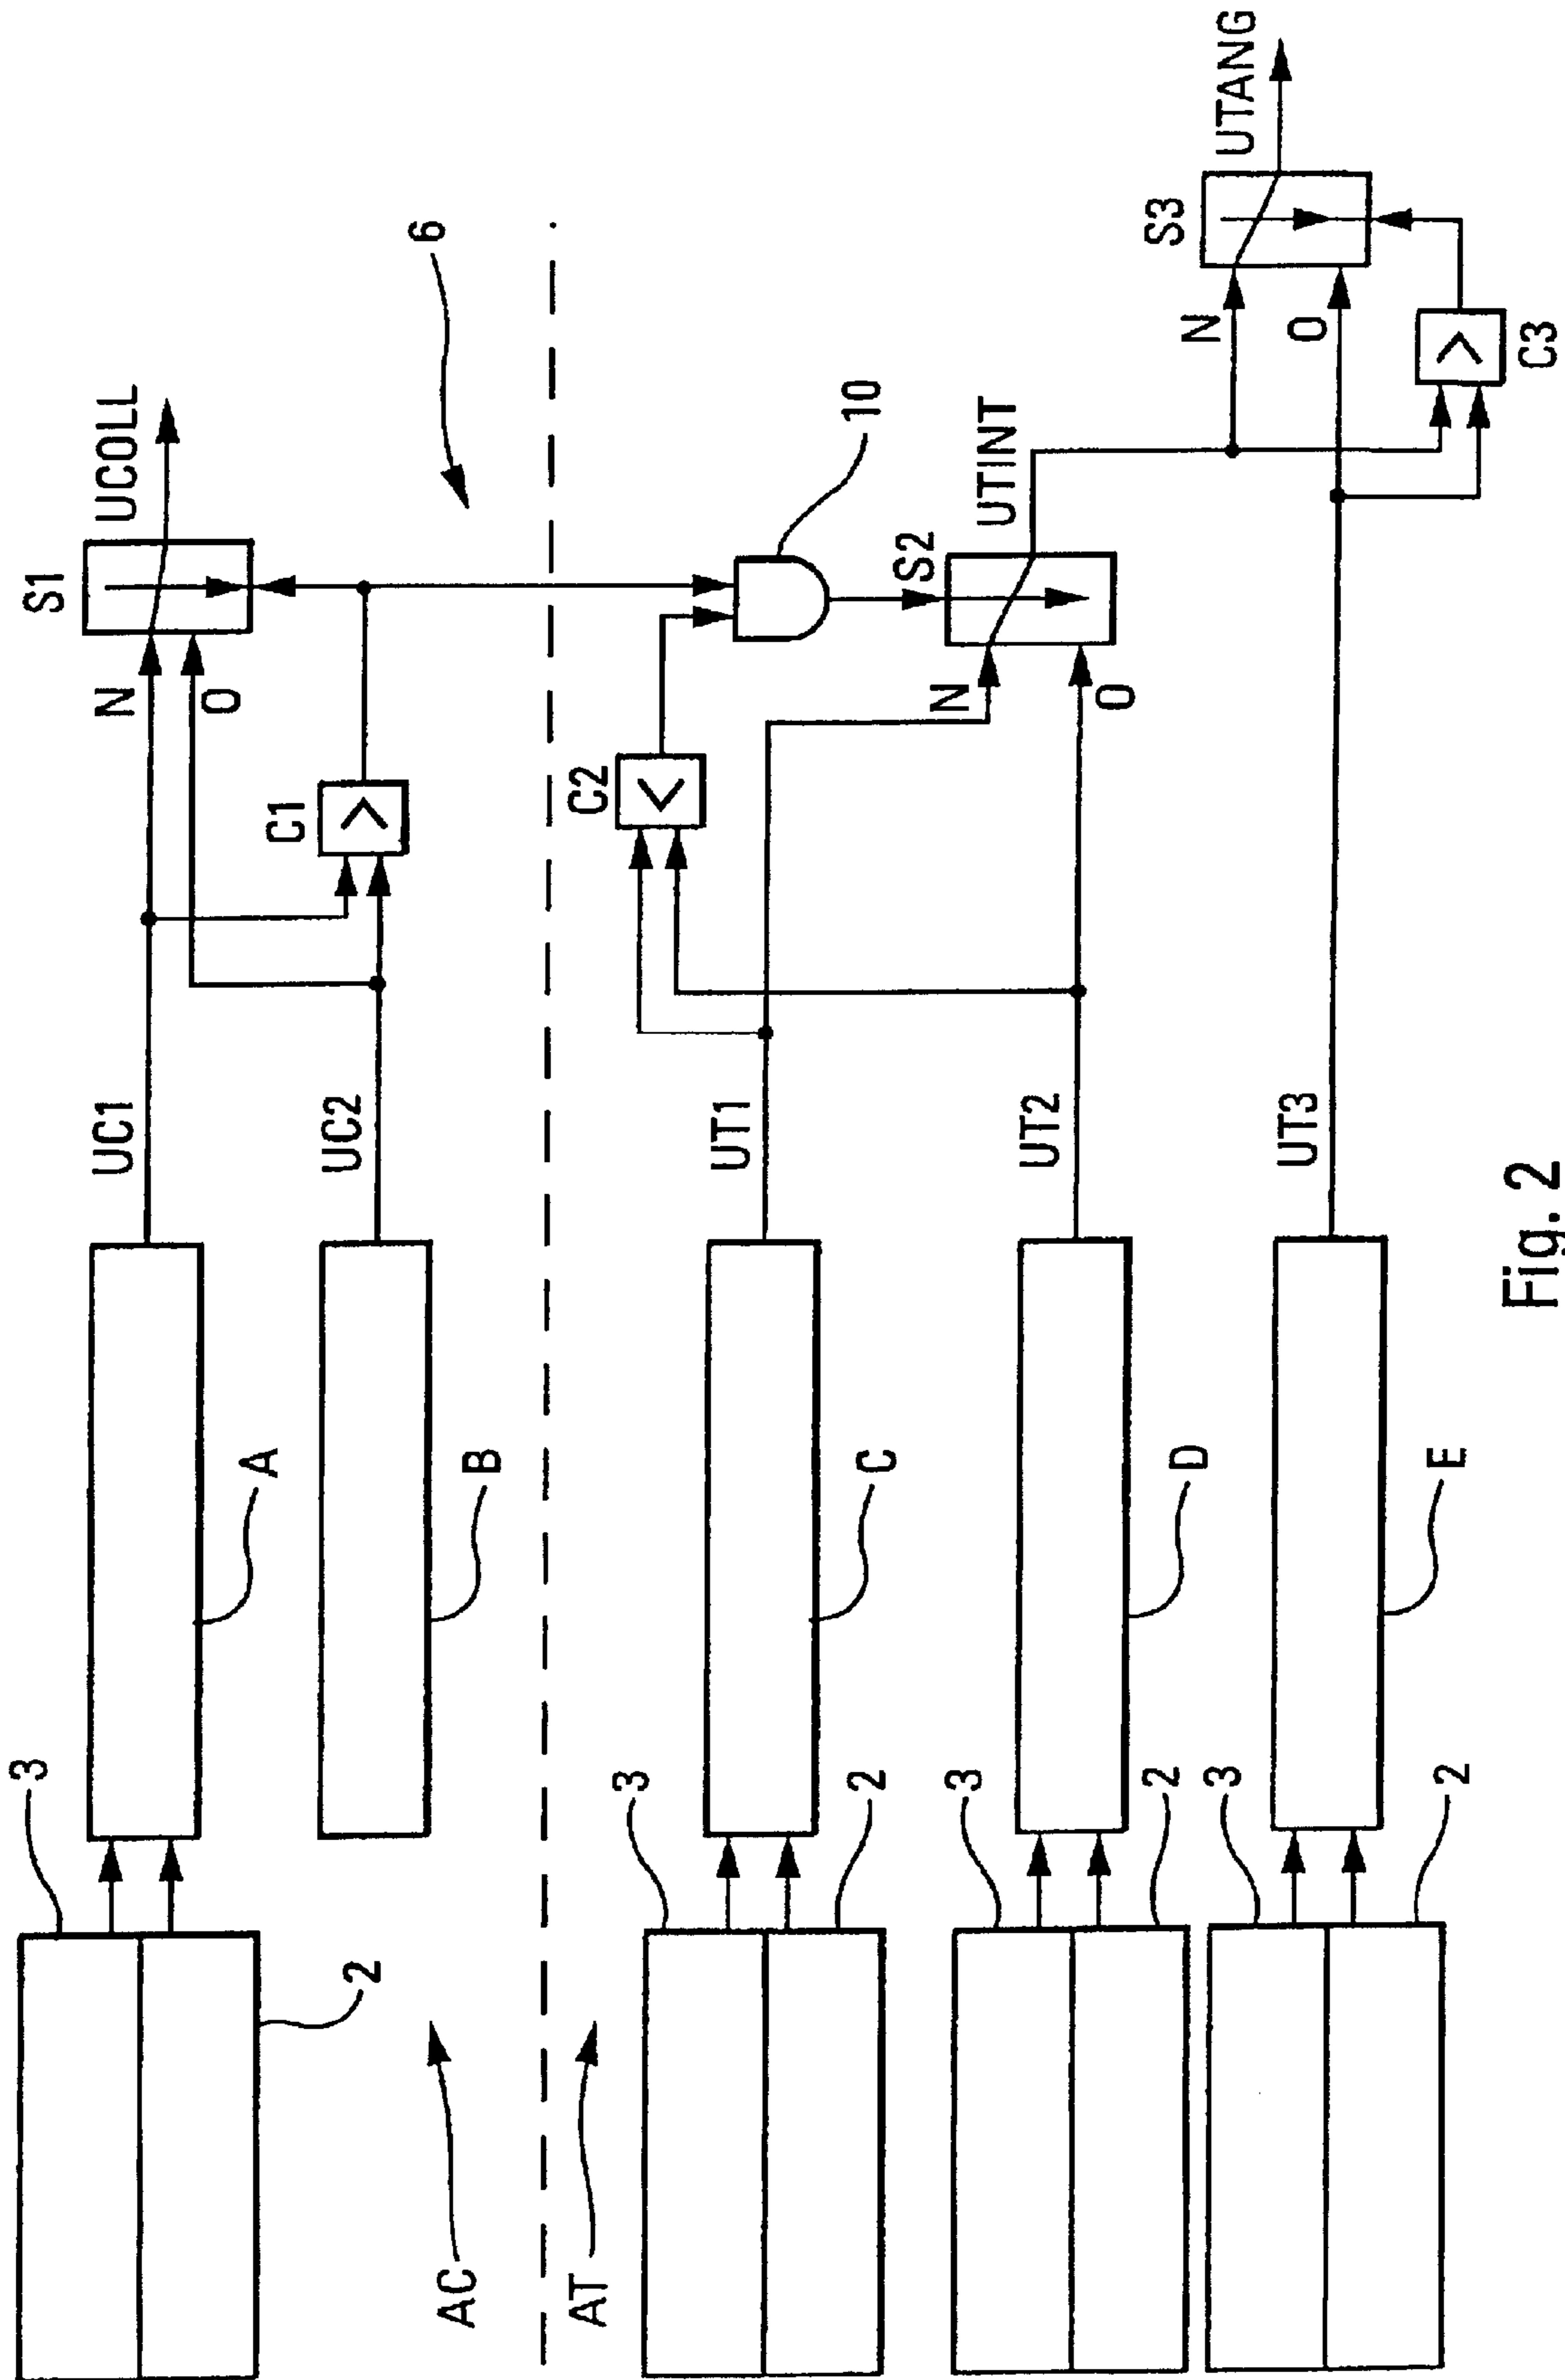 3
2
AC
A
UC1
B
UC2
N
O
C1
>
S1
UCOLL
6
AT
3
2
C
UT1
C2
<
10
N
O
S2
UTINT
3
2
D
UT2
3
2
E
UT3
N
O
S3
UTANG
>
C3
Fig. 2